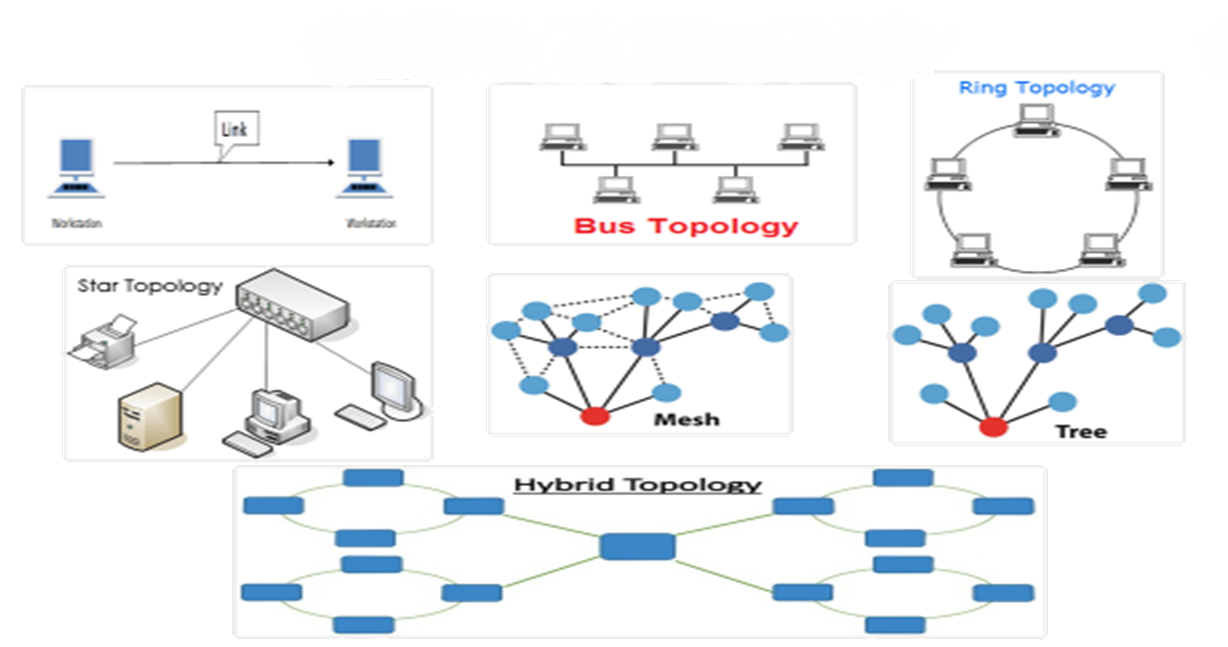 Link
Workstation
Workstation
Bus Topology
Ring Topology
Star Topology
Mesh
Tree
Hybrid Topology